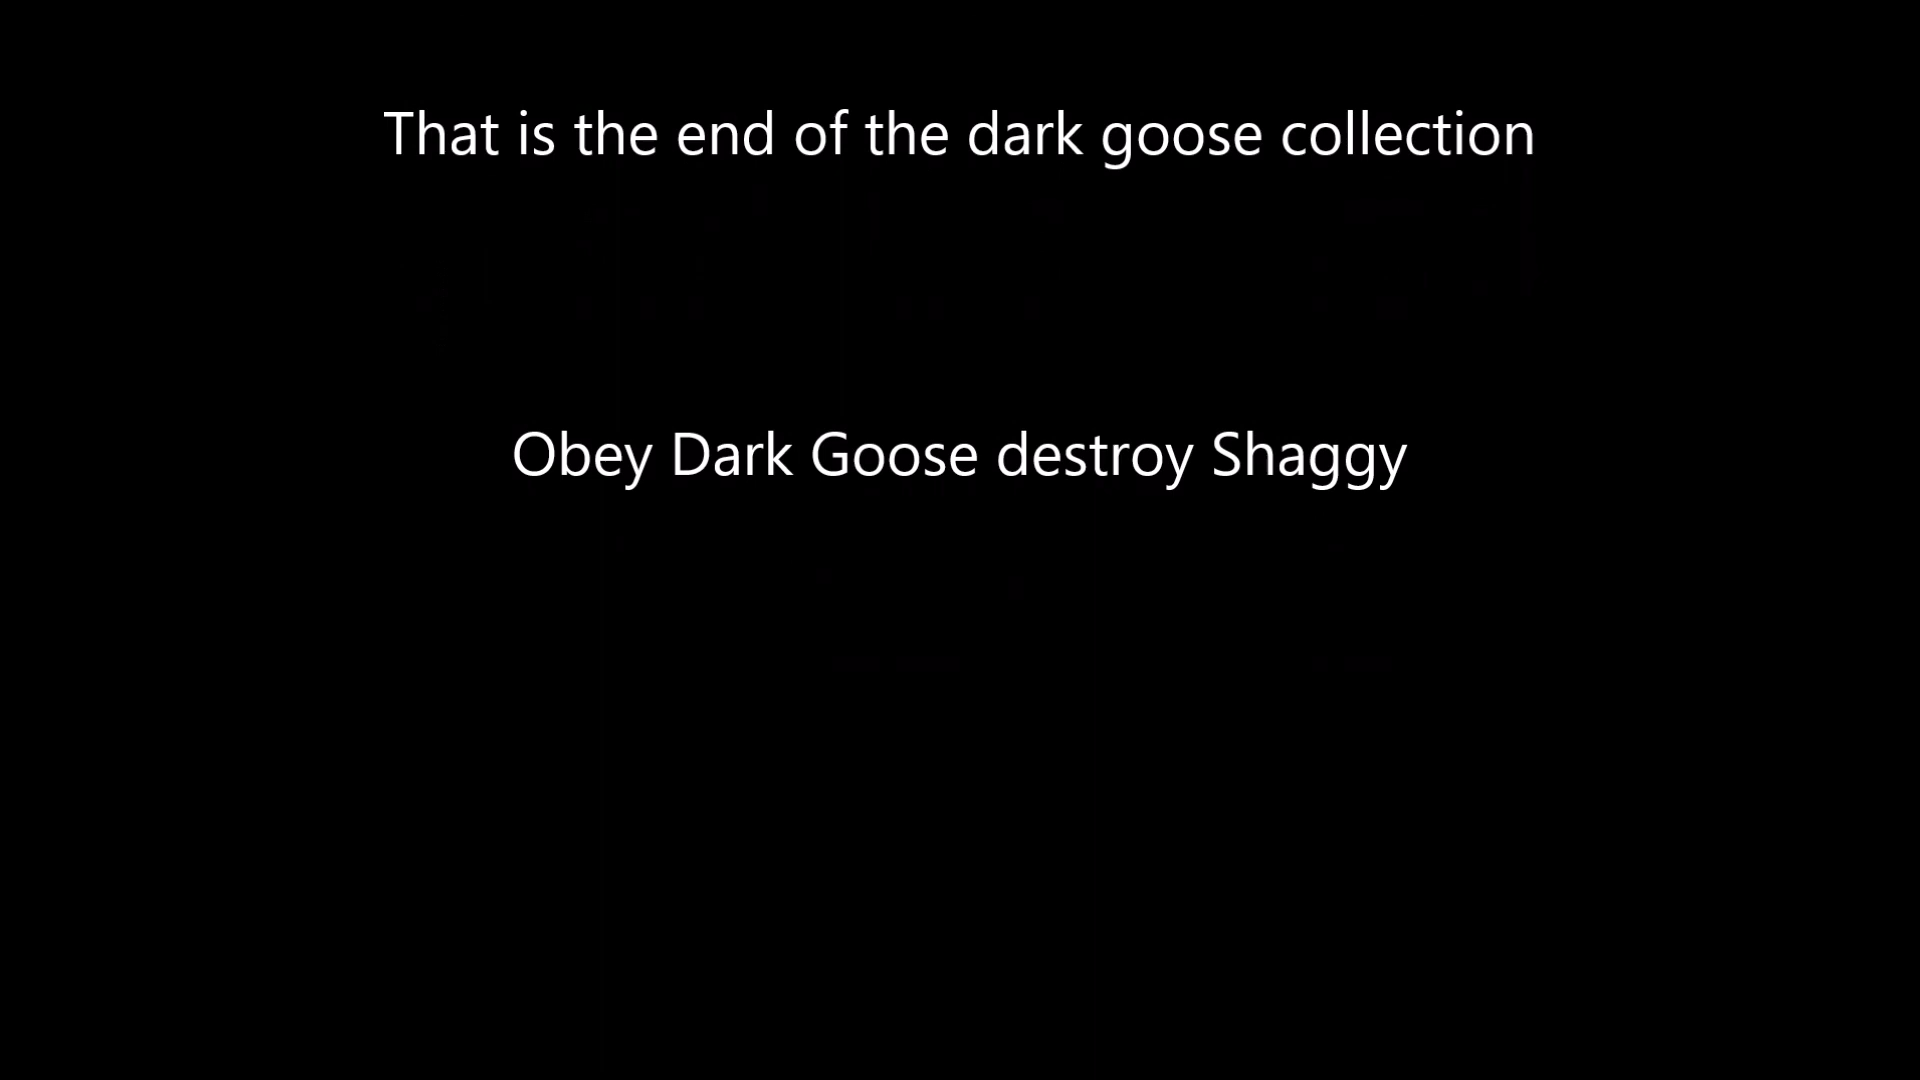 That is the end of the dark goose collection
Obey Dark Goose destroy Shaggy